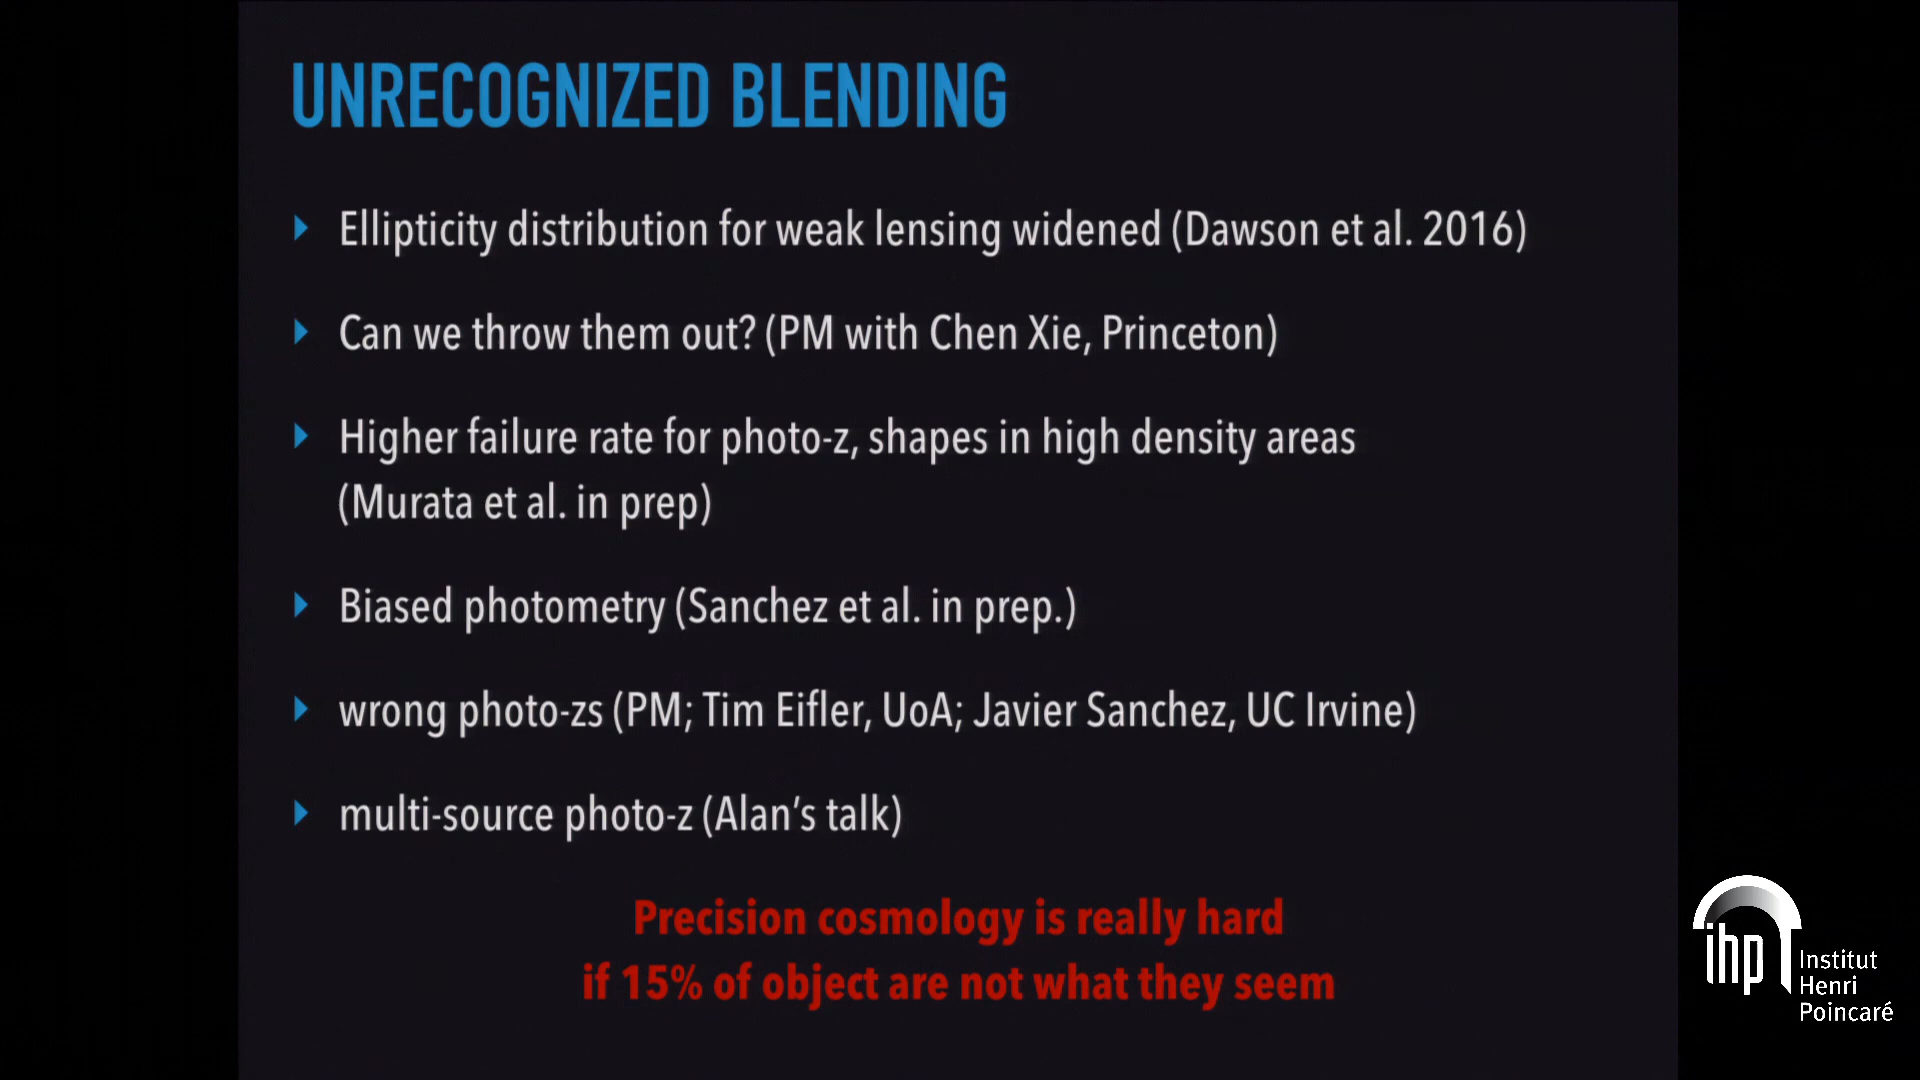 UNRECOGNIZED BLENDING
Ellipticity distribution for weak lensing widened (Dawson et al. 2016)
Can we throw them out? (PM with Chen Xie, Princeton)
Higher failure rate for photo-z, shapes in high density areas
(Murata et al. in prep)
Biased photometry (Sanchez et al. in prep.)
wrong photo-zs (PM; Tim Eifler, UoA; Javier Sanchez, UC Irvine)
multi-source photo-z (Alan’s talk)
Precision cosmology is really hard
if 15% of object are not what they seem
ihp
Institut
Henri
Poincaré